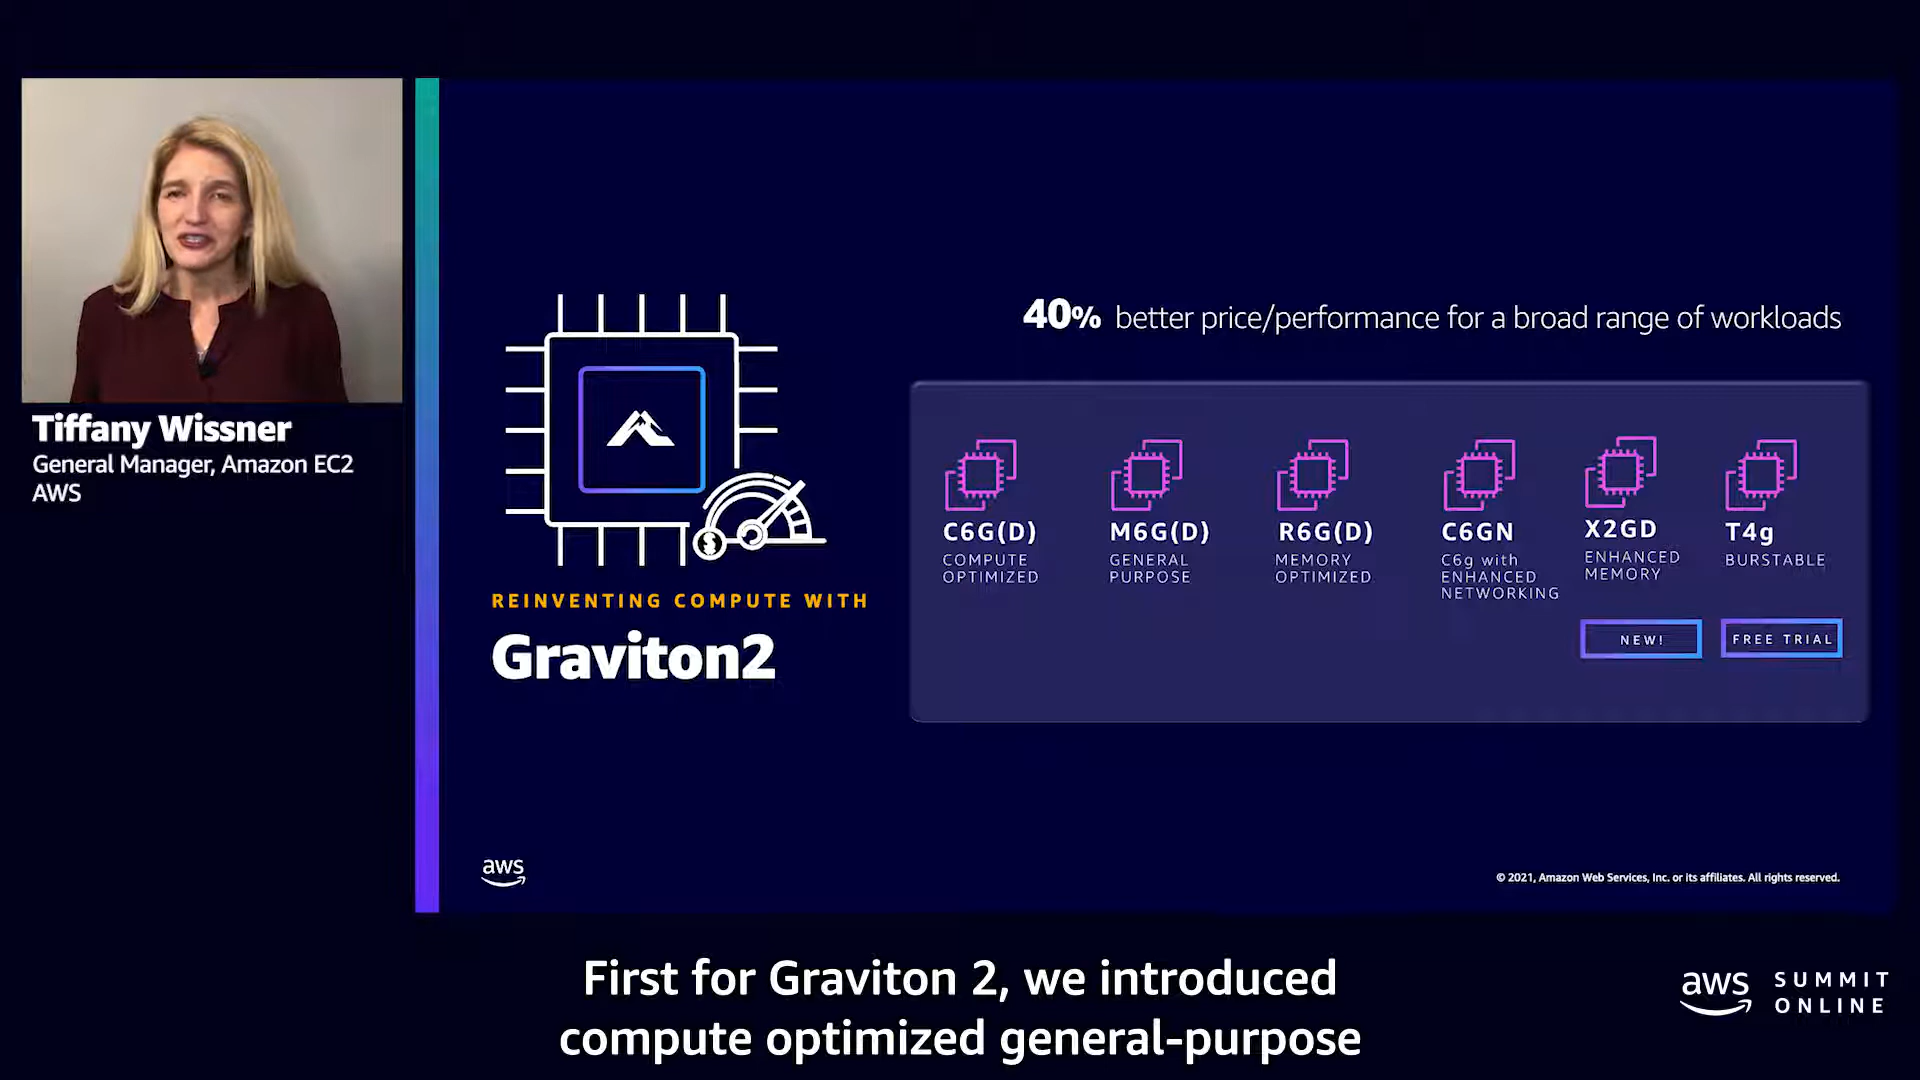 Tiffany Wissner
General Manager, Amazon EC2
AWS
REINVENTING COMPUTE WITH
Graviton2
40% better price/performance for a broad range of workloads
C6G(D)
COMPUTE
OPTIMIZED
M6G(D)
GENERAL
PURPOSE
R6G(D)
MEMORY
OPTIMIZED
C6GN
C6g with
ENHANCED
NETWORKING
X2GD
ENHANCED
MEMORY
NEW!
T4g
BURSTABLE
FREE TRIAL
aws
© 2021, Amazon Web Services, Inc. or its affiliates. All rights reserved.
First for Graviton 2, we introduced
compute optimized general-purpose
aws
SUMMIT
ONLINE